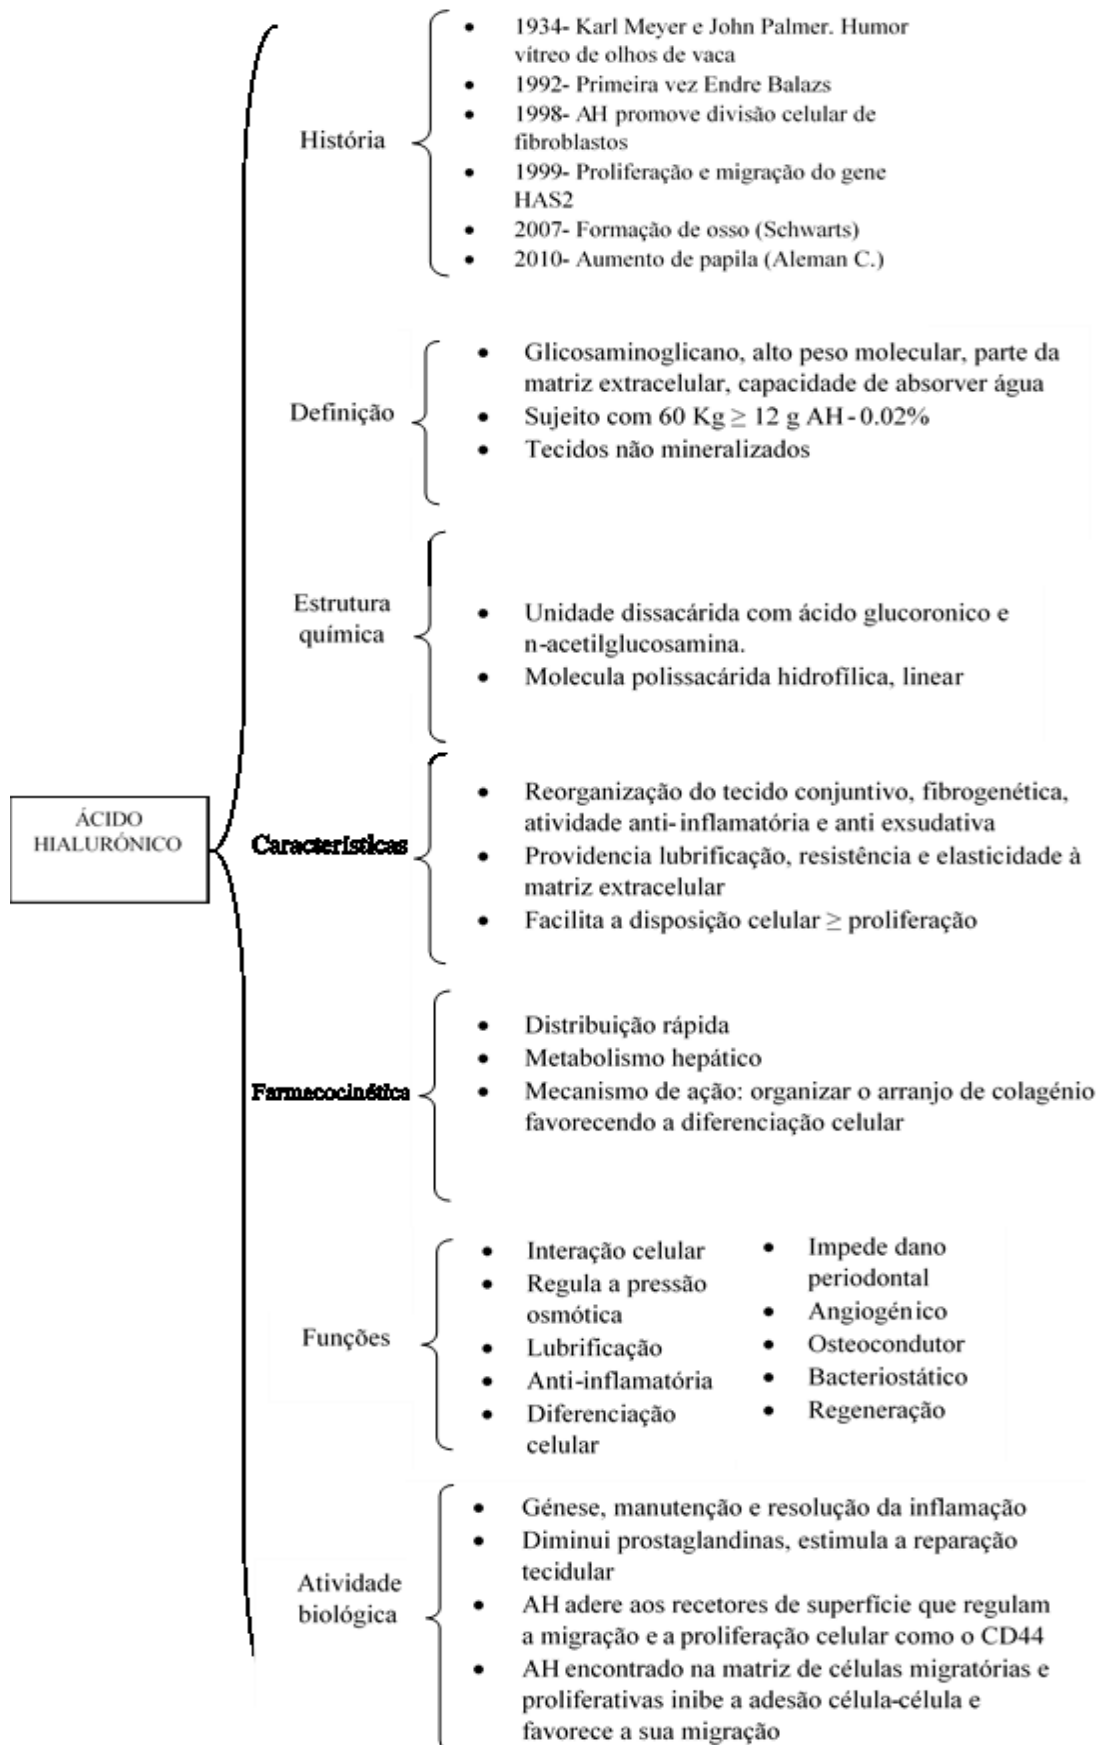 ÁCIDO
HIALURÓNICO
História
• 1934- Karl Meyer e John Palmer. Humor
vítreo de olhos de vaca
• 1992- Primeira vez Endre Balazs
• 1998- AH promove divisão celular de
fibroblastos
• 1999- Proliferação e migração do gene
HAS2
• 2007- Formação de osso (Schwarts)
• 2010- Aumento de papila (Aleman C.)
Definição
• Glicosaminoglicano, alto peso molecular, parte da
matriz extracelular, capacidade de absorver água
• Sujeito com 60 Kg ≥ 12 g AH-0.02%
• Tecidos não mineralizados
Estrutura
química
• Unidade dissacárida com ácido glucoronico e
n-acetilglucosamina.
• Molecula polissacárida hidrofílica, linear
Características
• Reorganização do tecido conjuntivo, fibrogenética,
atividade anti-inflamatória e anti exsudativa
• Providencia lubrificação, resistência e elasticidade à
matriz extracelular
• Facilita a disposição celular ≥ proliferação
Farmacocinética
• Distribuição rápida
• Metabolismo hepático
• Mecanismo de ação: organizar o arranjo de colagénio
favorecendo a diferenciação celular
Funções
• Interação celular
• Regula a pressão
osmótica
• Lubrificação
• Anti-inflamatória
• Diferenciação
celular
• Impede dano
periodontal
• Angiogénico
• Osteocondutor
• Bacteriostático
• Regeneração
Atividade
biológica
• Génese, manutenção e resolução da inflamação
• Diminui prostaglandinas, estimula a reparação
tecidular
• AH adere aos recetores de superfície que regulam
a migração e a proliferação celular como o CD44
• AH encontrado na matriz de células migratórias e
proliferativas inibe a adesão célula-célula e
favorece a sua migração